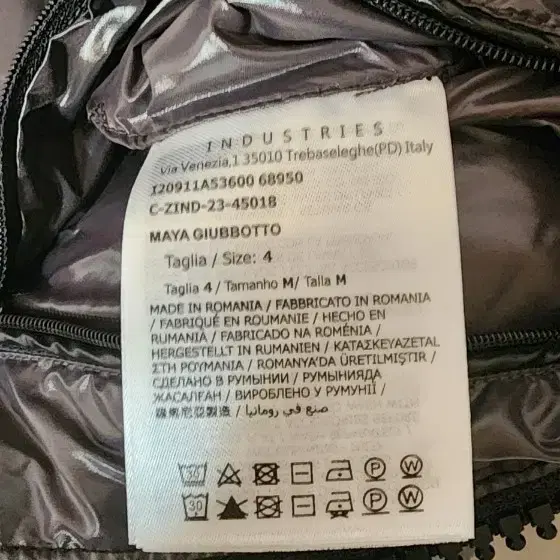 INDUSTRIES
Via Venezia,1 35010 Trebaseleghe(PD) Italy
I20911A53600 68950
C-ZIND-23-45018
MAYA GIUBBOTTO
Taglia / Size: 4
Taglia 4 / Tamanho M/ Talla M
MADE IN ROMANIA / FABBRICATO IN ROMANIA
/ FABRIQUÉ EN ROUMANIE / HECHO EN
RUMANIA / FABRICADO NA ROMÉNIA /
HERGESTELLT IN RUMANIEN / ΚΑΤΑΣΚΕΥΑΖΕΤΑΙ
ΣΤΗ ΡΟΥΜΑΝΙΑ / ROMANYA'DA ÜRETILMIŞTIR /
СДЕЛАНО В РУМЫНИИ / РУМЫНИЯДА
ЖАСАЛҒАН / ВИРОБЛЕНО У РУМУНІЇ /
/ صنع في رومانيا
30 P W
30 P W